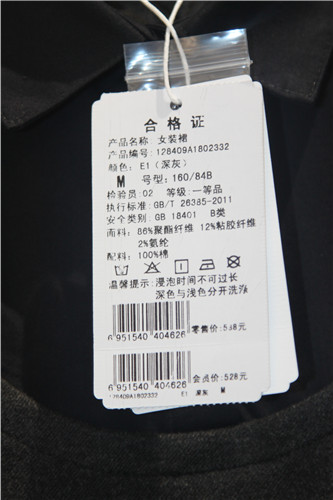 合格证
产品名称: 女装裙
产品编号: 128409A1802332
颜色: E1（深灰）
M 号型: 160/84B
检验员: 02 等级: 一等品
执行标准: GB/T 26385-2011
安全类别: GB 18401 B类
面料: 86%聚酯纤维 12%粘胶纤维
2%氨纶
配料: 100%棉
温馨提示: 浸泡时间不可过长
深色与浅色分开洗涤
零售价: 538元
6 951540 404626
会员价: 528元
6 951540 404626
128409A1802332 E1 深灰 M